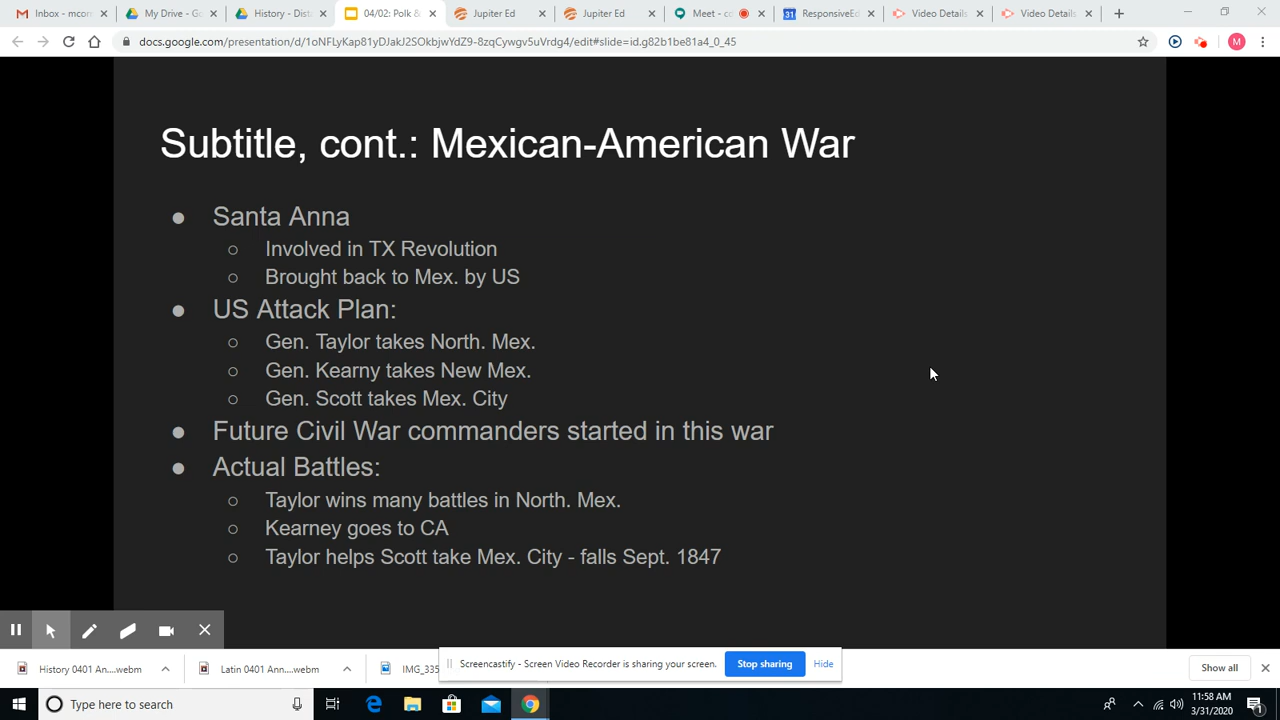 Inbox - mcor
My Drive - Go
History - Dist
04/02: Polk &
Jupiter Ed
Jupiter Ed
Meet - co
ResponsiveEd
Video Details
Video Details
docs.google.com/presentation/d/1oNFLyKap81yDJakJ2SOkbjwYdZ9-8zqCywgv5uVrdg4/edit#slide=id.g82b1be81a4_0_45
M
Subtitle, cont.: Mexican-American War
● Santa Anna
○ Involved in TX Revolution
○ Brought back to Mex. by US
● US Attack Plan:
○ Gen. Taylor takes North. Mex.
○ Gen. Kearny takes New Mex.
○ Gen. Scott takes Mex. City
● Future Civil War commanders started in this war
● Actual Battles:
○ Taylor wins many battles in North. Mex.
○ Kearney goes to CA
○ Taylor helps Scott take Mex. City - falls Sept. 1847
History 0401 Ann....webm
Latin 0401 Ann....webm
IMG_335
Screencastify - Screen Video Recorder is sharing your screen.
Stop sharing
Hide
Show all
Type here to search
11:58 AM
3/31/2020
1